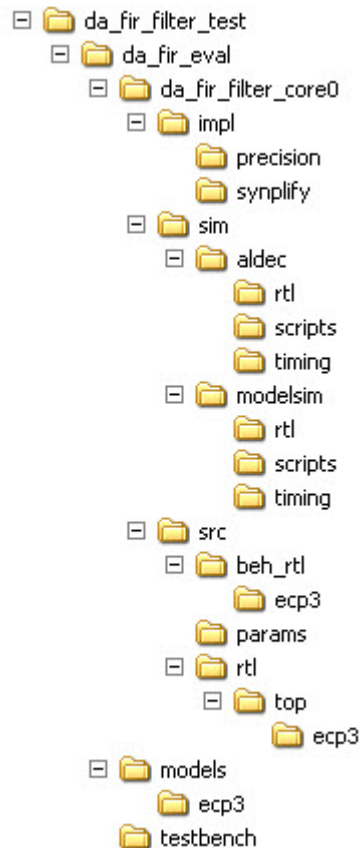 da_fir_filter_test
da_fir_eval
da_fir_filter_core0
impl
precision
synplify
sim
aldec
rtl
scripts
timing
modelsim
rtl
scripts
timing
src
beh_rtl
ecp3
params
rtl
top
ecp3
models
ecp3
testbench